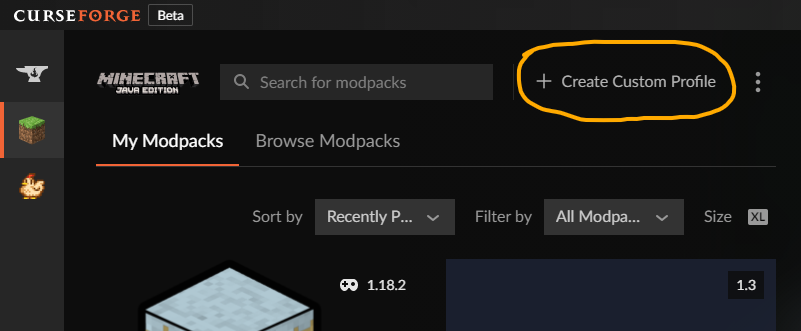 CURSEFORGE Beta
MINECRAFT
JAVA EDITION
Search for modpacks
Create Custom Profile
My Modpacks Browse Modpacks
Sort by Recently P... Filter by All Modpa... Size XL
1.18.2 1.3